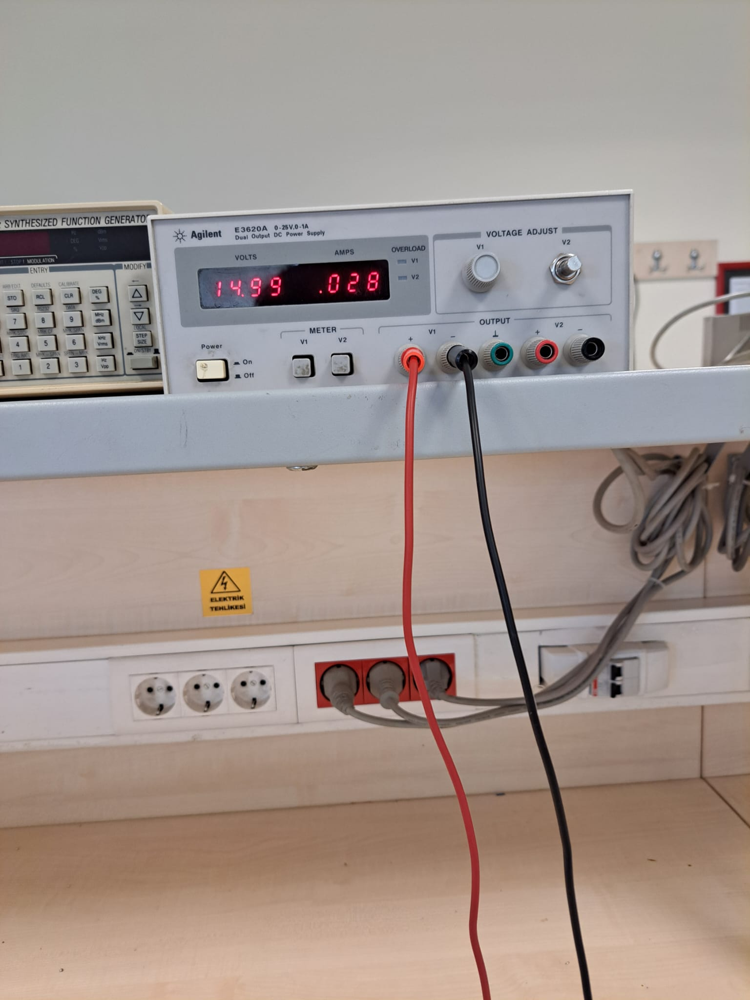 SYNTHESIZED FUNCTION GENERATOR
Hz dBm
DEG Vrms
% Vpp
STOP! MODULATION
ENTRY
MODIFY
ARB EDIT DEFAULTS CALIBRATE
STO RCL CLR DEG %
SRQ RS232 DATA
7 8 9 MHz dBm
MRK STOP MRK CF MRK SPAN
LOCAL
4 5 6 kHz Vrms
STEP SIZE
TRIG RATE MRK→SPAN SPAN→MRK
ON/STBY
1 2 3 Hz Vpp
Agilent
E3620A 0-25V,0-1A
Dual Output DC Power Supply
VOLTS AMPS
14.99 .028
OVERLOAD
V1
V2
VOLTAGE ADJUST
V1 V2
METER
V1 V2
Power
On
Off
OUTPUT
V1 V2
+ - + -
ELEKTRİK
TEHLİKESİ